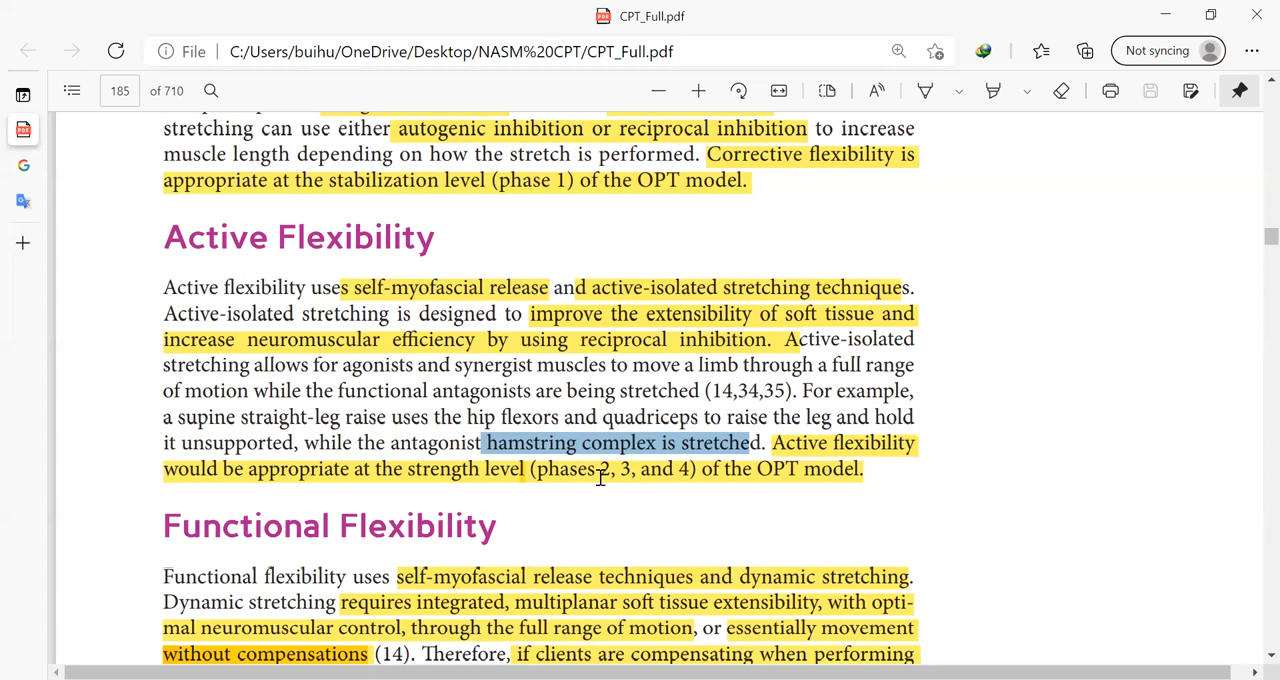 CPT_Full.pdf
File C:/Users/buihu/OneDrive/Desktop/NASM%20CPT/CPT_Full.pdf
Not syncing
185 of 710
stretching can use either autogenic inhibition or reciprocal inhibition to increase
muscle length depending on how the stretch is performed. Corrective flexibility is
appropriate at the stabilization level (phase 1) of the OPT model.
Active Flexibility
Active flexibility uses self-myofascial release and active-isolated stretching techniques.
Active-isolated stretching is designed to improve the extensibility of soft tissue and
increase neuromuscular efficiency by using reciprocal inhibition. Active-isolated
stretching allows for agonists and synergist muscles to move a limb through a full range
of motion while the functional antagonists are being stretched (14,34,35). For example,
a supine straight-leg raise uses the hip flexors and quadriceps to raise the leg and hold
it unsupported, while the antagonist hamstring complex is stretched. Active flexibility
would be appropriate at the strength level (phases 2, 3, and 4) of the OPT model.
Functional Flexibility
Functional flexibility uses self-myofascial release techniques and dynamic stretching.
Dynamic stretching requires integrated, multiplanar soft tissue extensibility, with opti-
mal neuromuscular control, through the full range of motion, or essentially movement
without compensations (14). Therefore, if clients are compensating when performing